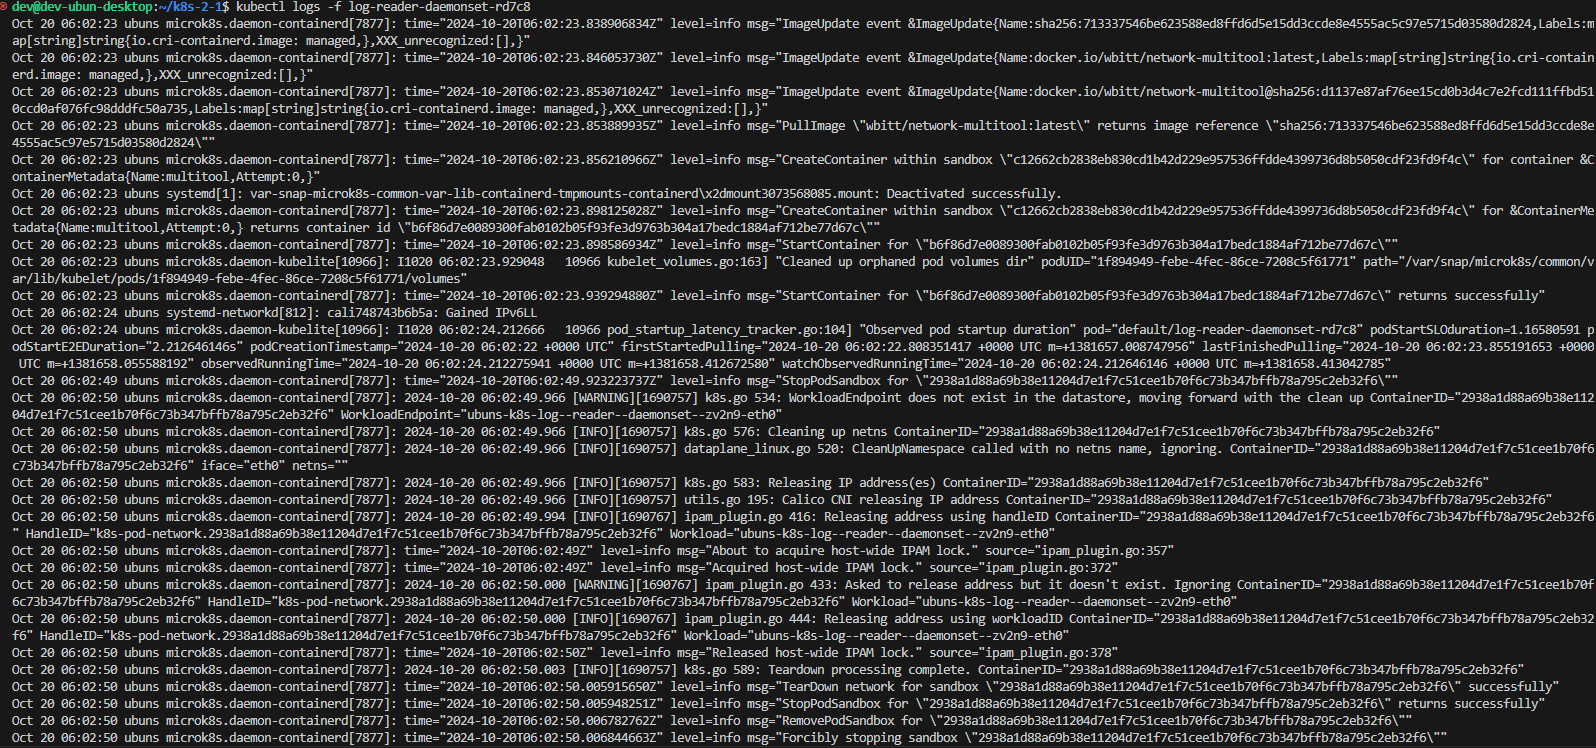 dev@dev-ubun-desktop:~/k8s-2-1$ kubectl logs -f log-reader-daemonset-rd7c8
Oct 20 06:02:23 ubuns microk8s.daemon-containerd[7877]: time="2024-10-20T06:02:23.838906834Z" level=info msg="ImageUpdate event &ImageUpdate{Name:sha256:713337546be623588ed8ffd6d5e15dd3ccde8e4555ac5c97e5715d03580d2824,Labels:m
ap[string]string{io.cri-containerd.image: managed,},XXX_unrecognized:[],}"
Oct 20 06:02:23 ubuns microk8s.daemon-containerd[7877]: time="2024-10-20T06:02:23.846053730Z" level=info msg="ImageUpdate event &ImageUpdate{Name:docker.io/wbitt/network-multitool:latest,Labels:map[string]string{io.cri-contain
erd.image: managed,},XXX_unrecognized:[],}"
Oct 20 06:02:23 ubuns microk8s.daemon-containerd[7877]: time="2024-10-20T06:02:23.853071024Z" level=info msg="ImageUpdate event &ImageUpdate{Name:docker.io/wbitt/network-multitool@sha256:d1137e87af76ee15cd0b3d4c7e2fcd111ffbd51
0ccd0af076fc98dddfc50a735,Labels:map[string]string{io.cri-containerd.image: managed,},XXX_unrecognized:[],}"
Oct 20 06:02:23 ubuns microk8s.daemon-containerd[7877]: time="2024-10-20T06:02:23.853889935Z" level=info msg="PullImage \"wbitt/network-multitool:latest\" returns image reference \"sha256:713337546be623588ed8ffd6d5e15dd3ccde8e
4555ac5c97e5715d03580d2824\""
Oct 20 06:02:23 ubuns microk8s.daemon-containerd[7877]: time="2024-10-20T06:02:23.856210966Z" level=info msg="CreateContainer within sandbox \"c12662cb2838eb830cd1b42d229e957536ffdde4399736d8b5050cdf23fd9f4c\" for container &C
ontainerMetadata{Name:multitool,Attempt:0,}"
Oct 20 06:02:23 ubuns systemd[1]: var-snap-microk8s-common-var-lib-containerd-tmpmounts-containerd\x2dmount3073568085.mount: Deactivated successfully.
Oct 20 06:02:23 ubuns microk8s.daemon-containerd[7877]: time="2024-10-20T06:02:23.898125028Z" level=info msg="CreateContainer within sandbox \"c12662cb2838eb830cd1b42d229e957536ffdde4399736d8b5050cdf23fd9f4c\" for &ContainerMe
tadata{Name:multitool,Attempt:0,} returns container id \"b6f86d7e0089300fab0102b05f93fe3d9763b304a17bedc1884af712be77d67c\""
Oct 20 06:02:23 ubuns microk8s.daemon-containerd[7877]: time="2024-10-20T06:02:23.898586934Z" level=info msg="StartContainer for \"b6f86d7e0089300fab0102b05f93fe3d9763b304a17bedc1884af712be77d67c\""
Oct 20 06:02:23 ubuns microk8s.daemon-kubelite[10966]: I1020 06:02:23.929048   10966 kubelet_volumes.go:163] "Cleaned up orphaned pod volumes dir" podUID="1f894949-febe-4fec-86ce-7208c5f61771" path="/var/snap/microk8s/common/v
ar/lib/kubelet/pods/1f894949-febe-4fec-86ce-7208c5f61771/volumes"
Oct 20 06:02:23 ubuns microk8s.daemon-containerd[7877]: time="2024-10-20T06:02:23.939294880Z" level=info msg="StartContainer for \"b6f86d7e0089300fab0102b05f93fe3d9763b304a17bedc1884af712be77d67c\" returns successfully"
Oct 20 06:02:24 ubuns systemd-networkd[812]: cali748743b6b5a: Gained IPv6LL
Oct 20 06:02:24 ubuns microk8s.daemon-kubelite[10966]: I1020 06:02:24.212666   10966 pod_startup_latency_tracker.go:104] "Observed pod startup duration" pod="default/log-reader-daemonset-rd7c8" podStartSLOduration=1.16580591 p
odStartE2EDuration="2.212646146s" podCreationTimestamp="2024-10-20 06:02:22 +0000 UTC" firstStartedPulling="2024-10-20 06:02:22.808351417 +0000 UTC m=+1381657.008747956" lastFinishedPulling="2024-10-20 06:02:23.855191653 +0000
 UTC m=+1381658.055588192" observedRunningTime="2024-10-20 06:02:24.212275941 +0000 UTC m=+1381658.412672580" watchObservedRunningTime="2024-10-20 06:02:24.212646146 +0000 UTC m=+1381658.413042785"
Oct 20 06:02:49 ubuns microk8s.daemon-containerd[7877]: time="2024-10-20T06:02:49.923223737Z" level=info msg="StopPodSandbox for \"2938a1d88a69b38e11204d7e1f7c51cee1b70f6c73b347bffb78a795c2eb32f6\""
Oct 20 06:02:50 ubuns microk8s.daemon-containerd[7877]: 2024-10-20 06:02:49.966 [WARNING][1690757] k8s.go 534: WorkloadEndpoint does not exist in the datastore, moving forward with the clean up ContainerID="2938a1d88a69b38e112
04d7e1f7c51cee1b70f6c73b347bffb78a795c2eb32f6" WorkloadEndpoint="ubuns-k8s-log--reader--daemonset--zv2n9-eth0"
Oct 20 06:02:50 ubuns microk8s.daemon-containerd[7877]: 2024-10-20 06:02:49.966 [INFO][1690757] k8s.go 576: Cleaning up netns ContainerID="2938a1d88a69b38e11204d7e1f7c51cee1b70f6c73b347bffb78a795c2eb32f6"
Oct 20 06:02:50 ubuns microk8s.daemon-containerd[7877]: 2024-10-20 06:02:49.966 [INFO][1690757] dataplane_linux.go 520: CleanUpNamespace called with no netns name, ignoring. ContainerID="2938a1d88a69b38e11204d7e1f7c51cee1b70f6
c73b347bffb78a795c2eb32f6" iface="eth0" netns=""
Oct 20 06:02:50 ubuns microk8s.daemon-containerd[7877]: 2024-10-20 06:02:49.966 [INFO][1690757] k8s.go 583: Releasing IP address(es) ContainerID="2938a1d88a69b38e11204d7e1f7c51cee1b70f6c73b347bffb78a795c2eb32f6"
Oct 20 06:02:50 ubuns microk8s.daemon-containerd[7877]: 2024-10-20 06:02:49.966 [INFO][1690757] utils.go 195: Calico CNI releasing IP address ContainerID="2938a1d88a69b38e11204d7e1f7c51cee1b70f6c73b347bffb78a795c2eb32f6"
Oct 20 06:02:50 ubuns microk8s.daemon-containerd[7877]: 2024-10-20 06:02:49.994 [INFO][1690767] ipam_plugin.go 416: Releasing address using handleID ContainerID="2938a1d88a69b38e11204d7e1f7c51cee1b70f6c73b347bffb78a795c2eb32f6
" HandleID="k8s-pod-network.2938a1d88a69b38e11204d7e1f7c51cee1b70f6c73b347bffb78a795c2eb32f6" Workload="ubuns-k8s-log--reader--daemonset--zv2n9-eth0"
Oct 20 06:02:50 ubuns microk8s.daemon-containerd[7877]: time="2024-10-20T06:02:49Z" level=info msg="About to acquire host-wide IPAM lock." source="ipam_plugin.go:357"
Oct 20 06:02:50 ubuns microk8s.daemon-containerd[7877]: time="2024-10-20T06:02:49Z" level=info msg="Acquired host-wide IPAM lock." source="ipam_plugin.go:372"
Oct 20 06:02:50 ubuns microk8s.daemon-containerd[7877]: 2024-10-20 06:02:50.000 [WARNING][1690767] ipam_plugin.go 433: Asked to release address but it doesn't exist. Ignoring ContainerID="2938a1d88a69b38e11204d7e1f7c51cee1b70f
6c73b347bffb78a795c2eb32f6" HandleID="k8s-pod-network.2938a1d88a69b38e11204d7e1f7c51cee1b70f6c73b347bffb78a795c2eb32f6" Workload="ubuns-k8s-log--reader--daemonset--zv2n9-eth0"
Oct 20 06:02:50 ubuns microk8s.daemon-containerd[7877]: 2024-10-20 06:02:50.000 [INFO][1690767] ipam_plugin.go 444: Releasing address using workloadID ContainerID="2938a1d88a69b38e11204d7e1f7c51cee1b70f6c73b347bffb78a795c2eb32
f6" HandleID="k8s-pod-network.2938a1d88a69b38e11204d7e1f7c51cee1b70f6c73b347bffb78a795c2eb32f6" Workload="ubuns-k8s-log--reader--daemonset--zv2n9-eth0"
Oct 20 06:02:50 ubuns microk8s.daemon-containerd[7877]: time="2024-10-20T06:02:50Z" level=info msg="Released host-wide IPAM lock." source="ipam_plugin.go:378"
Oct 20 06:02:50 ubuns microk8s.daemon-containerd[7877]: 2024-10-20 06:02:50.003 [INFO][1690757] k8s.go 589: Teardown processing complete. ContainerID="2938a1d88a69b38e11204d7e1f7c51cee1b70f6c73b347bffb78a795c2eb32f6"
Oct 20 06:02:50 ubuns microk8s.daemon-containerd[7877]: time="2024-10-20T06:02:50.005915650Z" level=info msg="TearDown network for sandbox \"2938a1d88a69b38e11204d7e1f7c51cee1b70f6c73b347bffb78a795c2eb32f6\" successfully"
Oct 20 06:02:50 ubuns microk8s.daemon-containerd[7877]: time="2024-10-20T06:02:50.005948251Z" level=info msg="StopPodSandbox for \"2938a1d88a69b38e11204d7e1f7c51cee1b70f6c73b347bffb78a795c2eb32f6\" returns successfully"
Oct 20 06:02:50 ubuns microk8s.daemon-containerd[7877]: time="2024-10-20T06:02:50.006782762Z" level=info msg="RemovePodSandbox for \"2938a1d88a69b38e11204d7e1f7c51cee1b70f6c73b347bffb78a795c2eb32f6\""
Oct 20 06:02:50 ubuns microk8s.daemon-containerd[7877]: time="2024-10-20T06:02:50.006844663Z" level=info msg="Forcibly stopping sandbox \"2938a1d88a69b38e11204d7e1f7c51cee1b70f6c73b347bffb78a795c2eb32f6\""